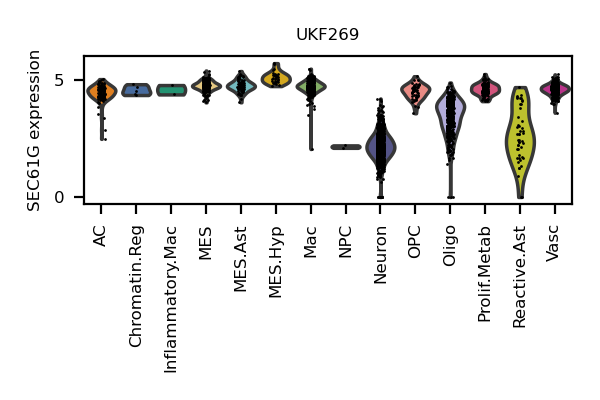 UKF269
SEC61G expression
5
0
AC
Chromatin.Reg
Inflammatory.Mac
MES
MES.Ast
MES.Hyp
Mac
NPC
Neuron
OPC
Oligo
Prolif.Metab
Reactive.Ast
Vasc